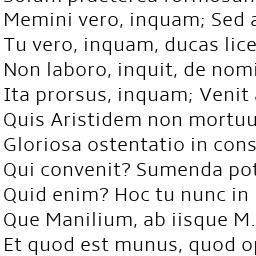 Memini vero, inquam; Sed
Tu vero, inquam, ducas lice
Non laboro, inquit, de nomi
Ita prorsus, inquam; Venit
Quis Aristidem non mortuu
Gloriosa ostentatio in cons
Qui convenit? Sumenda pot
Quid enim? Hoc tu nunc in
Que Manilium, ab iisque M.
Et quod est munus, quod op